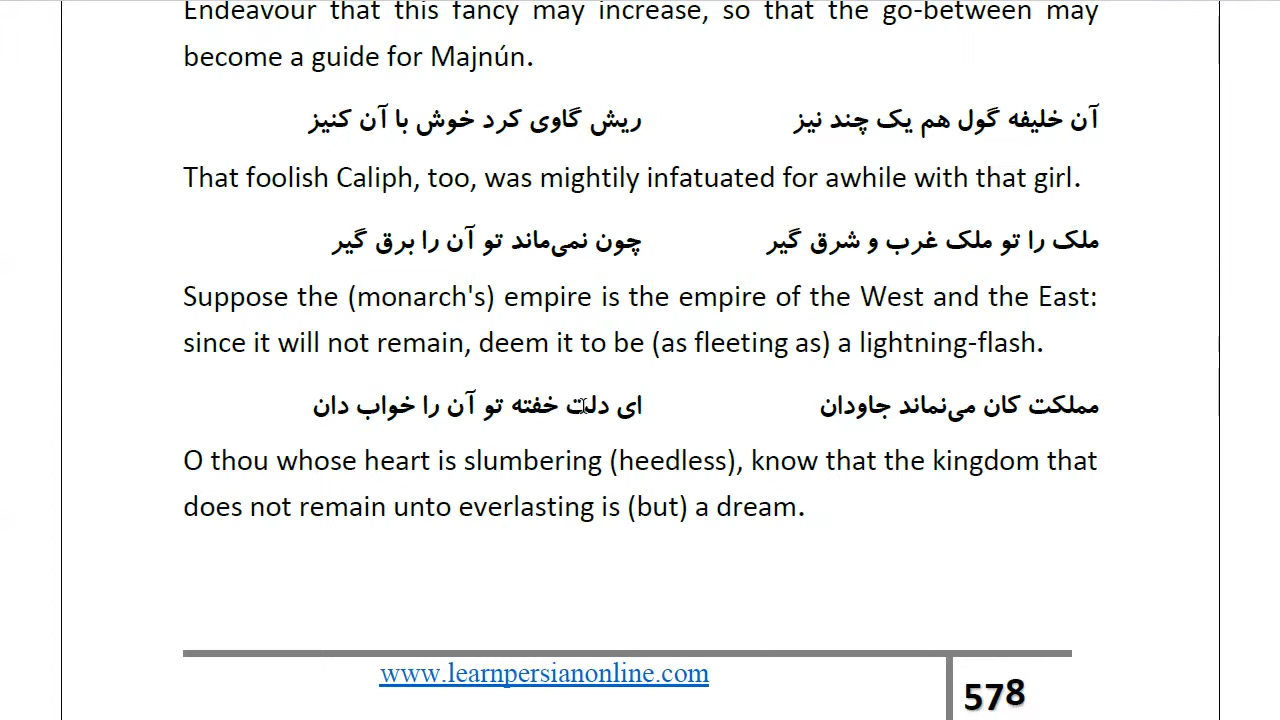 Endeavour that this fancy may increase, so that the go-between may
become a guide for Majnún.
آن خلیفه گول هم یک چند نیز ریش گاوی کرد خوش با آن کنیز
That foolish Caliph, too, was mightily infatuated for awhile with that girl.
ملک را تو ملک غرب و شرق گیر چون نمی‌ماند تو آن را برق گیر
Suppose the (monarch's) empire is the empire of the West and the East:
since it will not remain, deem it to be (as fleeting as) a lightning-flash.
مملکت کان می‌نماند جاودان ای دلت خفته تو آن را خواب دان
O thou whose heart is slumbering (heedless), know that the kingdom that
does not remain unto everlasting is (but) a dream.
www.learnpersianonline.com
578